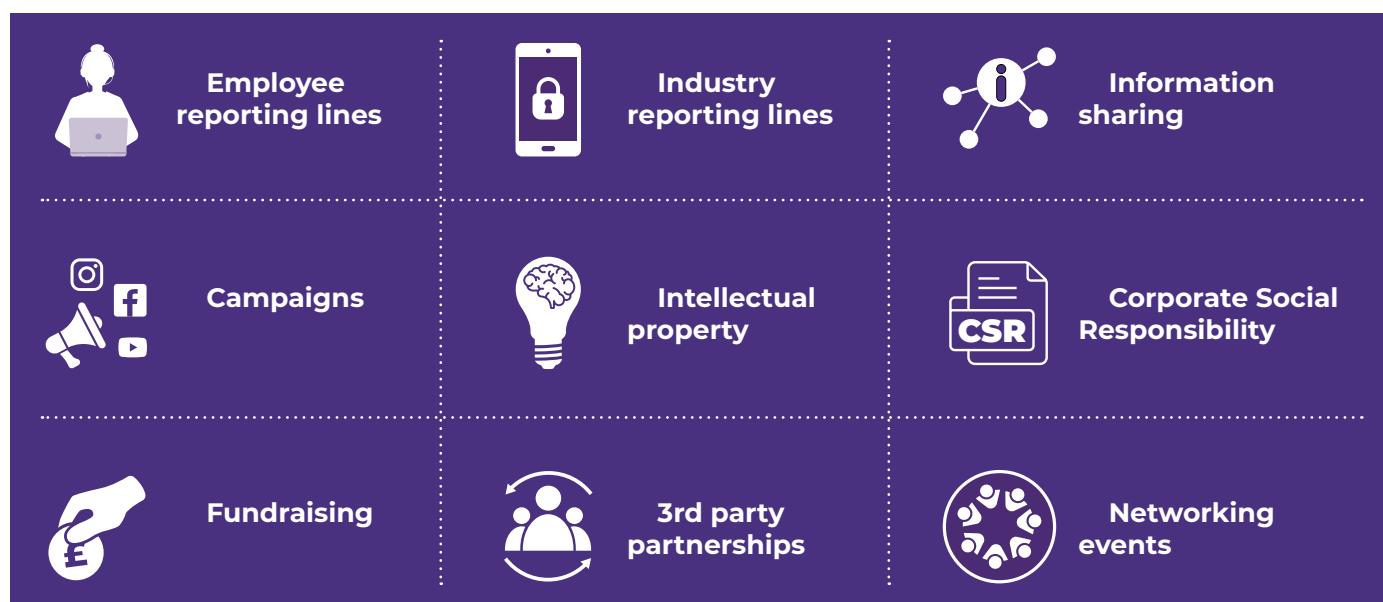 Employee
reporting lines
Industry
reporting lines
Information
sharing
Campaigns
Intellectual
property
CSR
Corporate Social
Responsibility
£
Fundraising
3rd party
partnerships
Networking
events